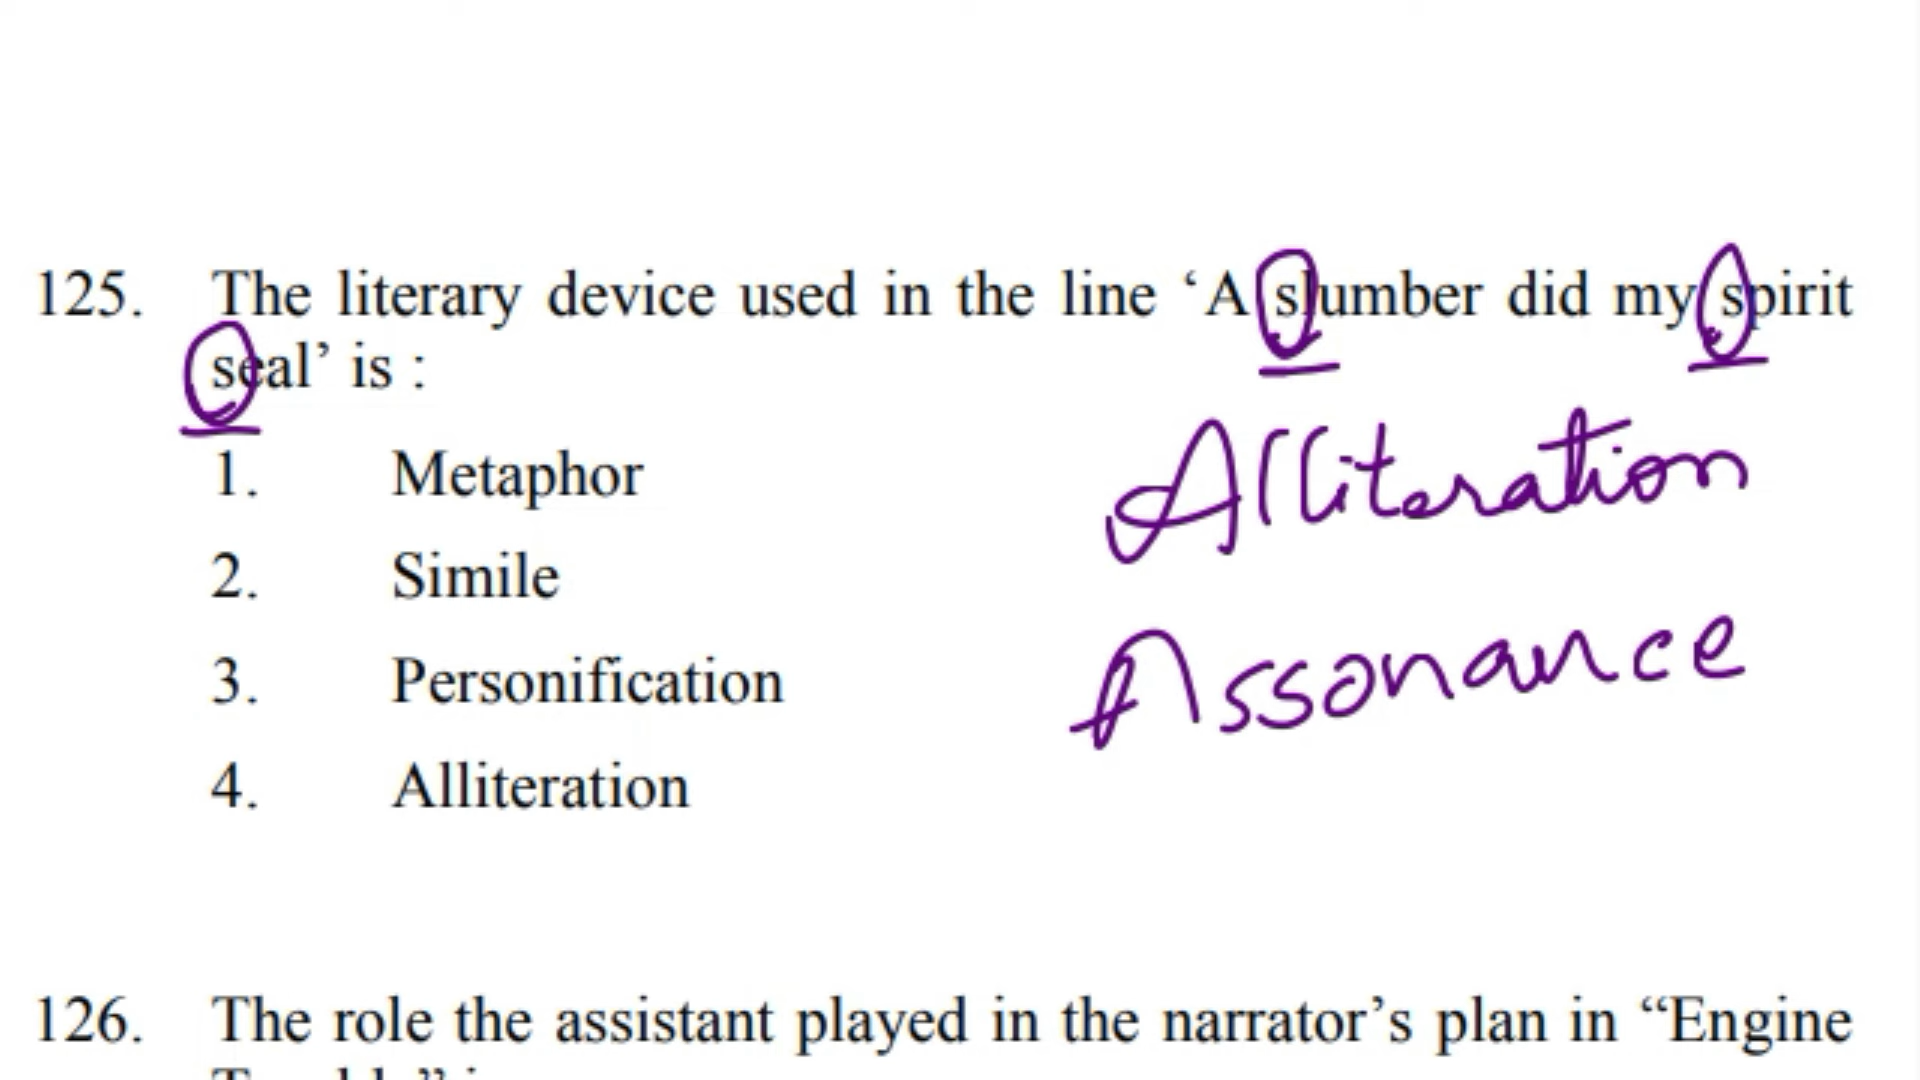 125. The literary device used in the line ‘A slumber did my spirit
seal’ is :
Alliteration
1. Metaphor
2. Simile
Assonance
3. Personification
4. Alliteration
126. The role the assistant played in the narrator’s plan in “Engine